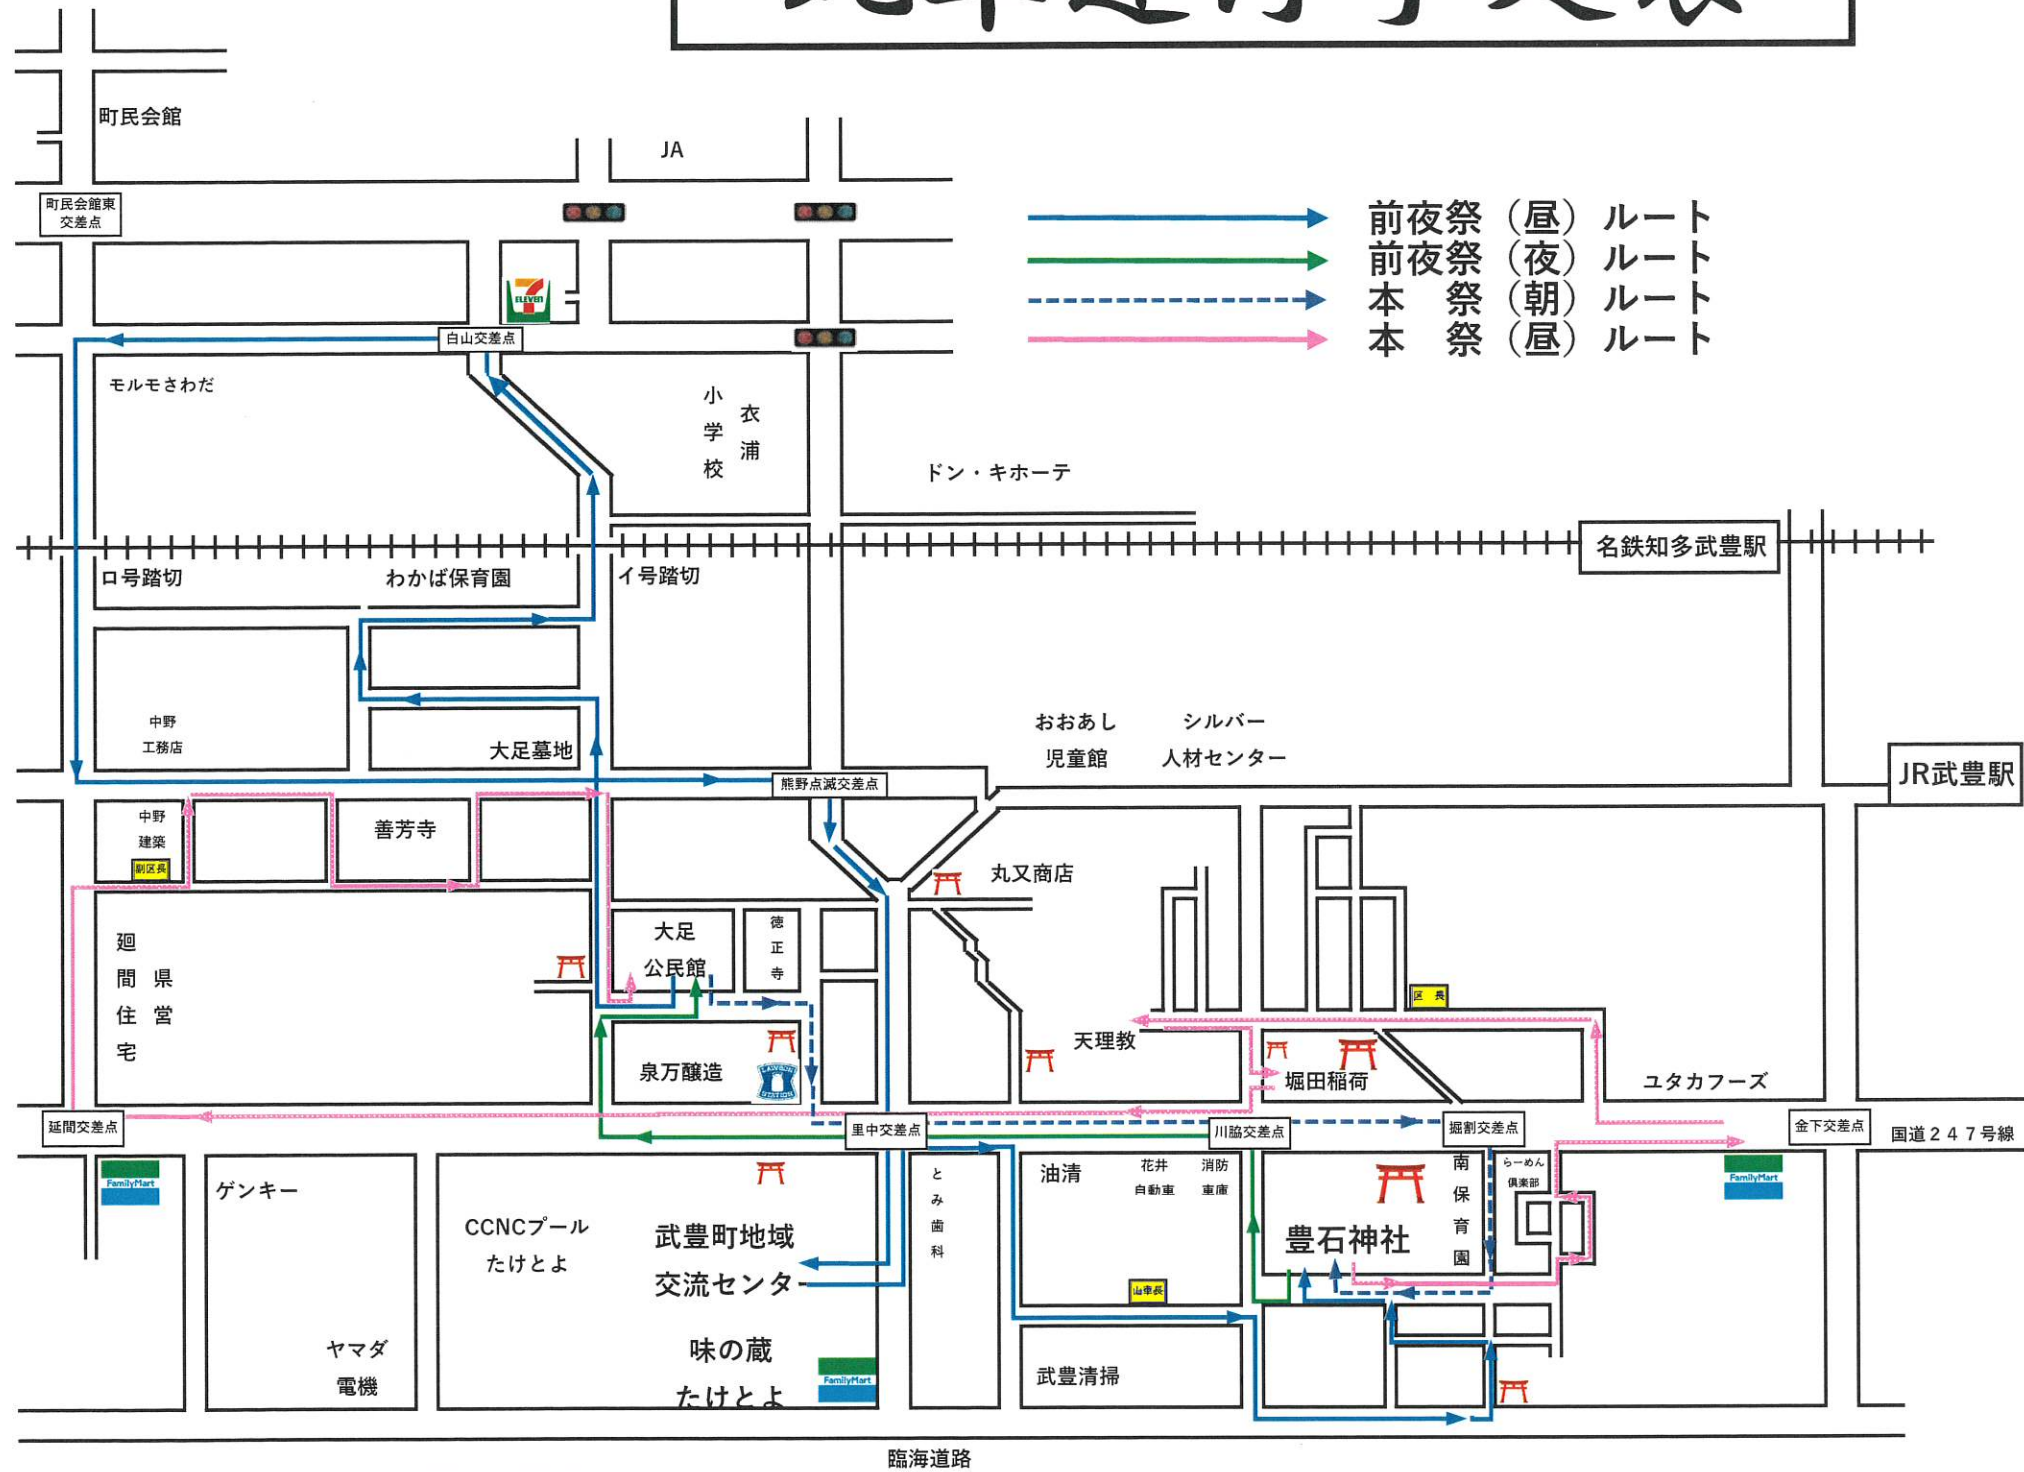 町民会館
JA
町民会館東
交差点
前夜祭（昼）ルート
前夜祭（夜）ルート
本　祭（朝）ルート
本　祭（昼）ルート
7
ELEVEN
白山交差点
モルモさわだ
衣浦
小学校
ドン・キホーテ
名鉄知多武豊駅
ロ号踏切
わかば保育園
イ号踏切
中野
工務店
大足墓地
おおあし
児童館
シルバー
人材センター
JR武豊駅
熊野点滅交差点
中野
建築
副区長
善芳寺
丸又商店
大足
公民館
徳正寺
県営
廻間住宅
区　長
天理教
泉万醸造
LAWSON
STATION
堀田稲荷
ユタカフーズ
延間交差点
里中交差点
川脇交差点
掘割交差点
金下交差点
国道２４７号線
FamilyMart
ゲンキー
CCNCプール
たけとよ
武豊町地域
交流センター
とみ歯科
油清
花井
自動車
消防
車庫
豊石神社
南保育園
らーめん
倶楽部
FamilyMart
山車長
ヤマダ
電機
味の蔵
たけとよ
FamilyMart
武豊清掃
臨海道路